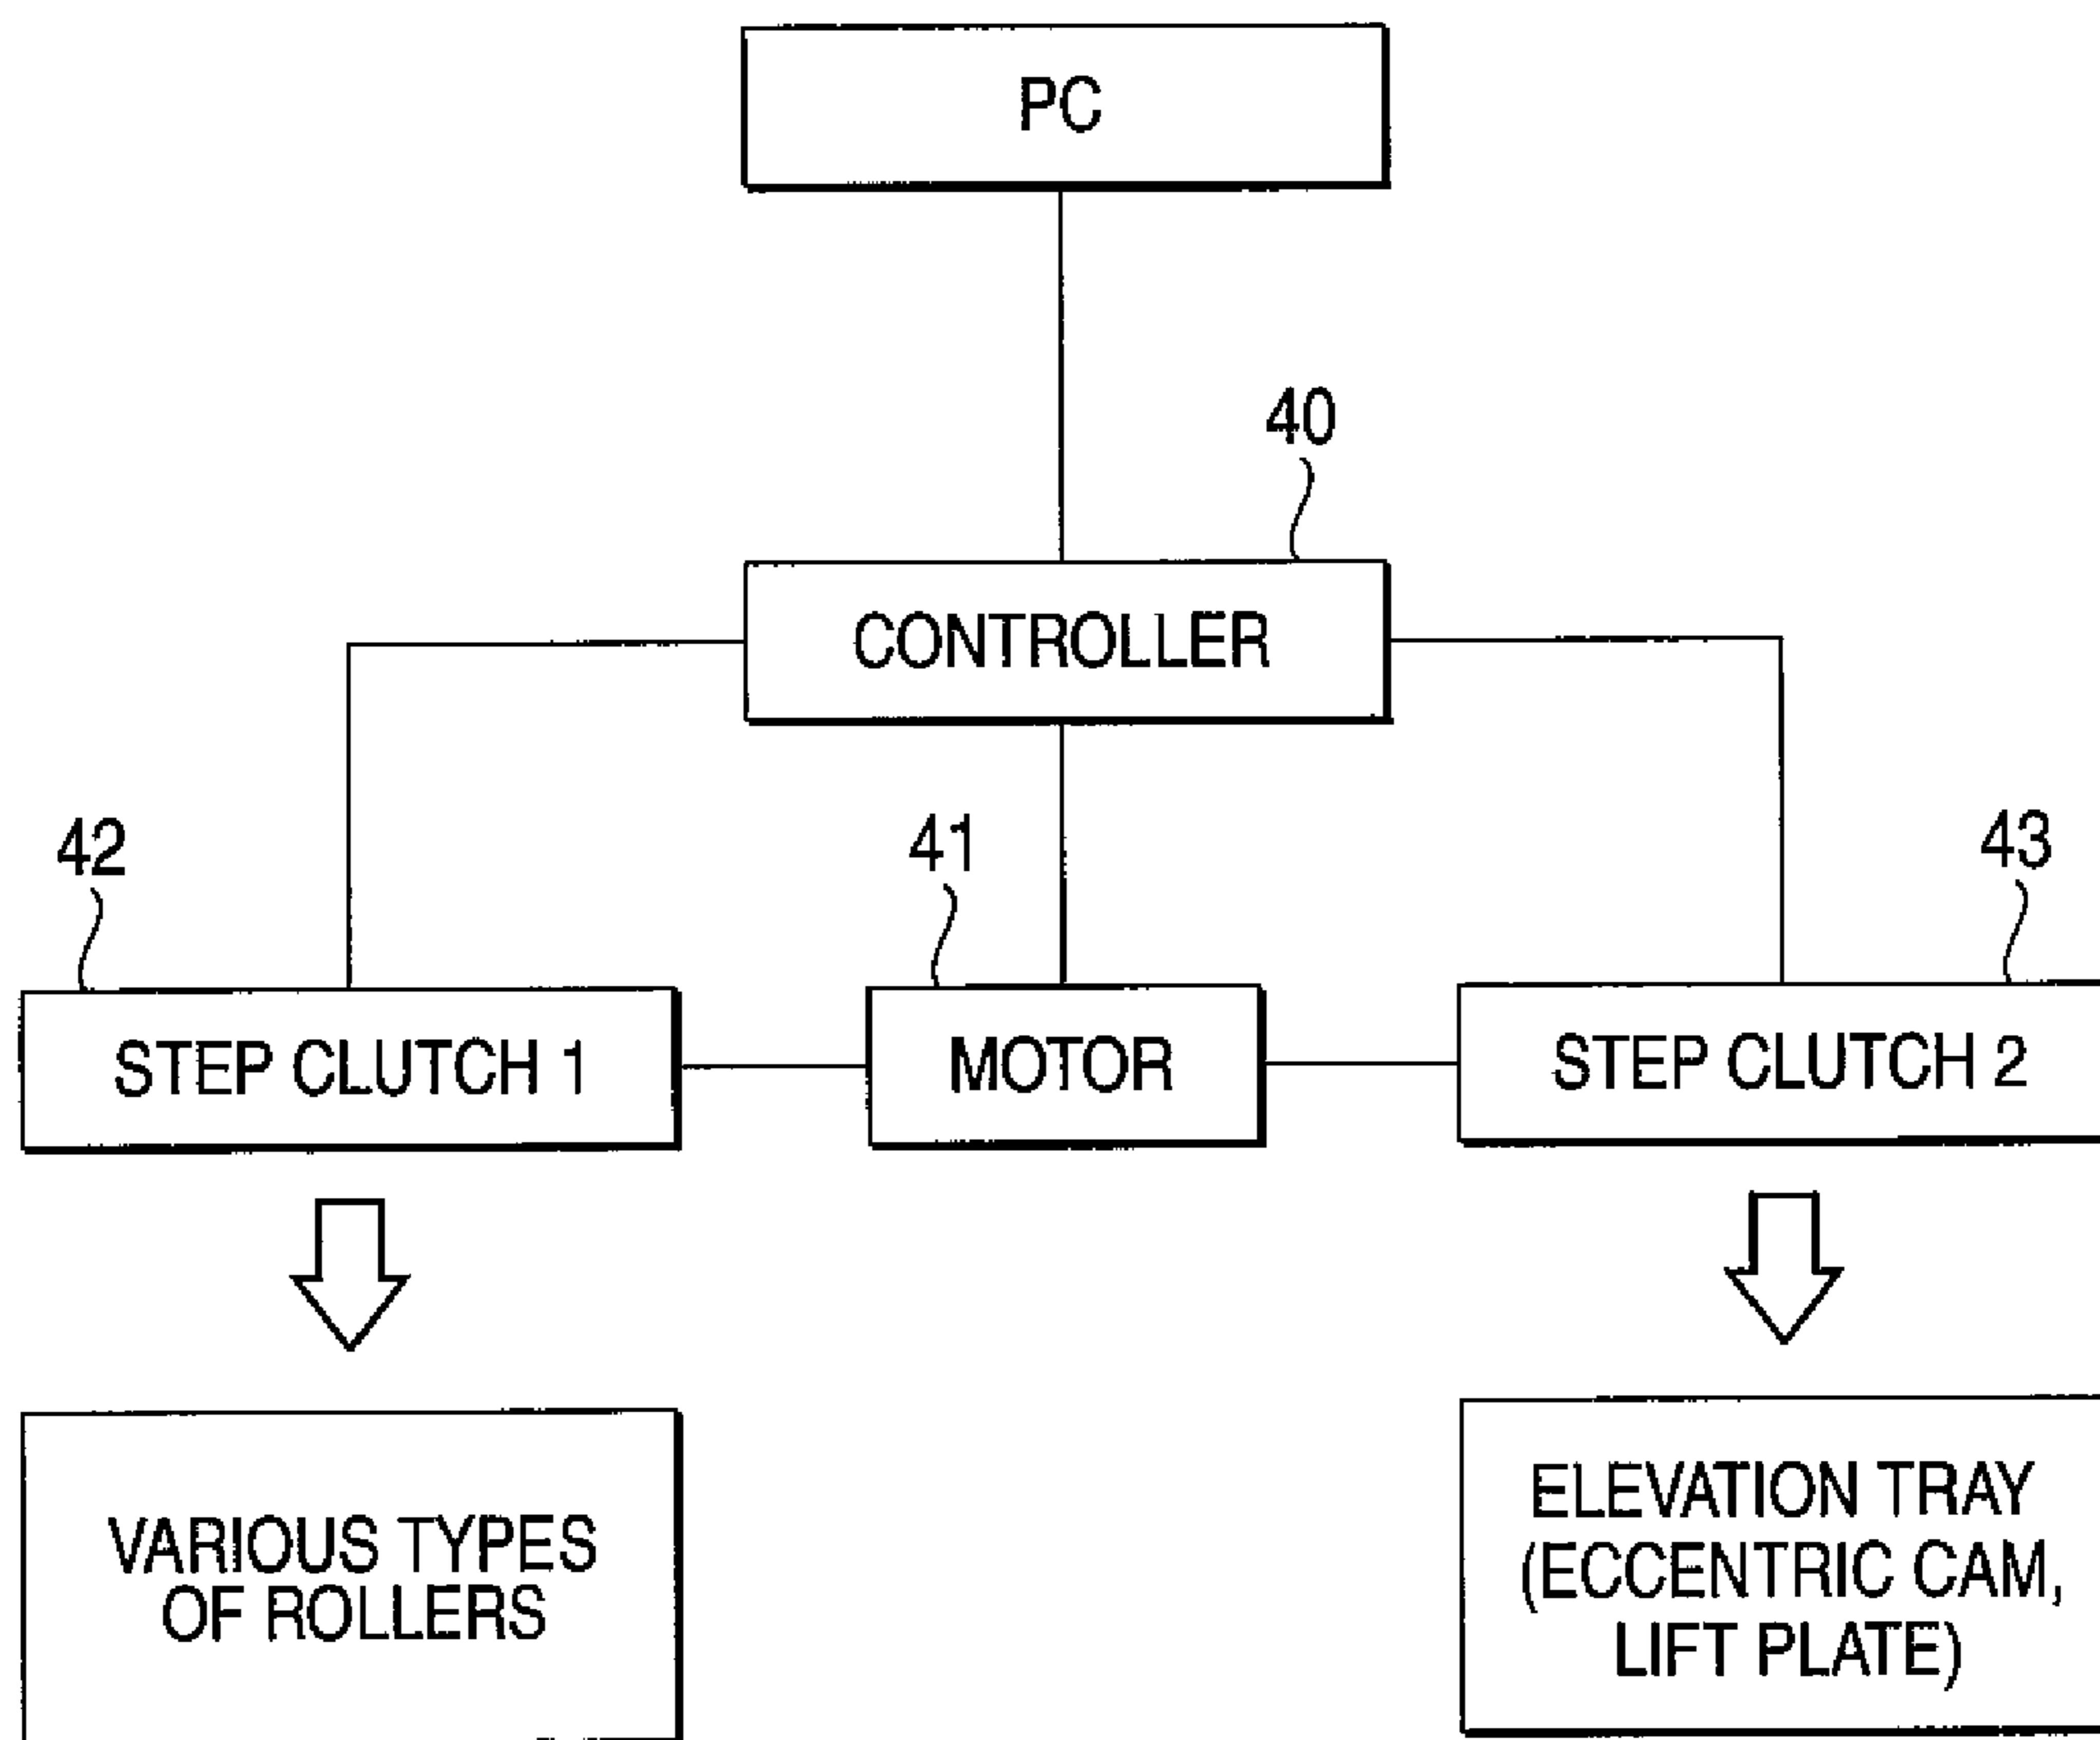 PC
40
CONTROLLER
42
41
43
STEP CLUTCH 1
MOTOR
STEP CLUTCH 2
VARIOUS TYPES
OF ROLLERS
ELEVATION TRAY
(ECCENTRIC CAM,
LIFT PLATE)